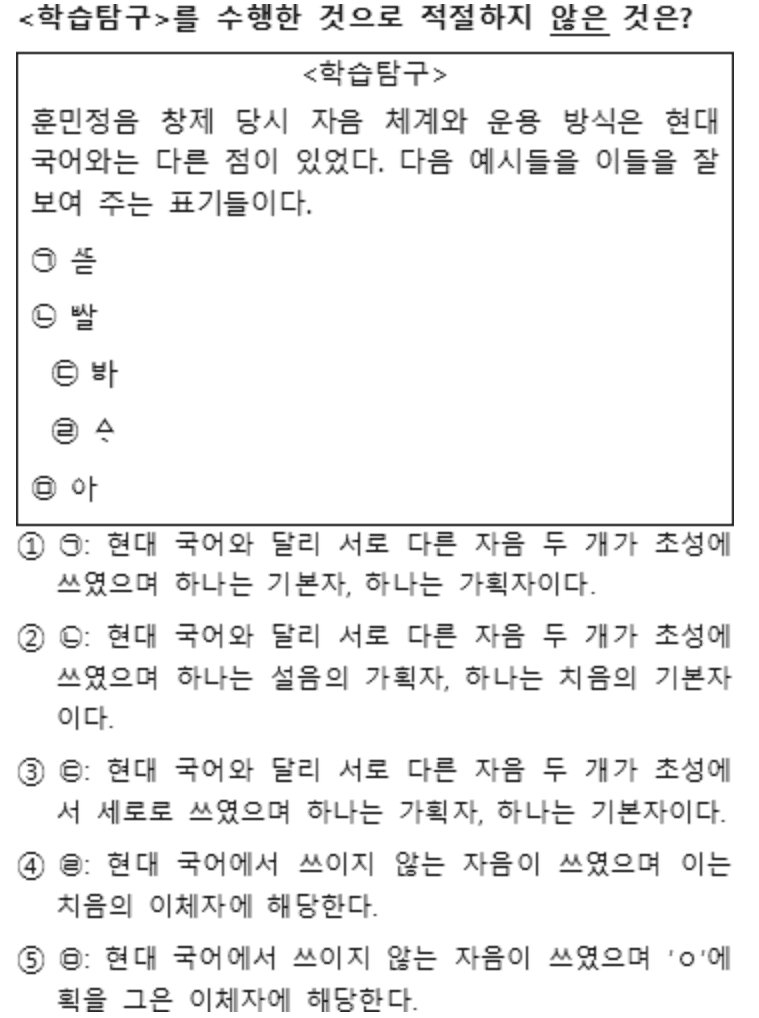 <학습탐구>를 수행한 것으로 적절하지 않은 것은?
<학습탐구>
훈민정음 창제 당시 자음 체계와 운용 방식은 현대
국어와는 다른 점이 있었다. 다음 예시들을 이들을 잘
보여 주는 표기들이다.
㉠ ᄯᅳᆮ
㉡ ᄡᅡᆯ
㉢ ᄫᅡ
㉣ ᅀᆞ
㉤ ᅌᅡ
① ㉠: 현대 국어와 달리 서로 다른 자음 두 개가 초성에
쓰였으며 하나는 기본자, 하나는 가획자이다.
② ㉡: 현대 국어와 달리 서로 다른 자음 두 개가 초성에
쓰였으며 하나는 설음의 가획자, 하나는 치음의 기본자
이다.
③ ㉢: 현대 국어와 달리 서로 다른 자음 두 개가 초성에
서 세로로 쓰였으며 하나는 가획자, 하나는 기본자이다.
④ ㉣: 현대 국어에서 쓰이지 않는 자음이 쓰였으며 이는
치음의 이체자에 해당한다.
⑤ ㉤: 현대 국어에서 쓰이지 않는 자음이 쓰였으며 'ㅇ'에
획을 그은 이체자에 해당한다.